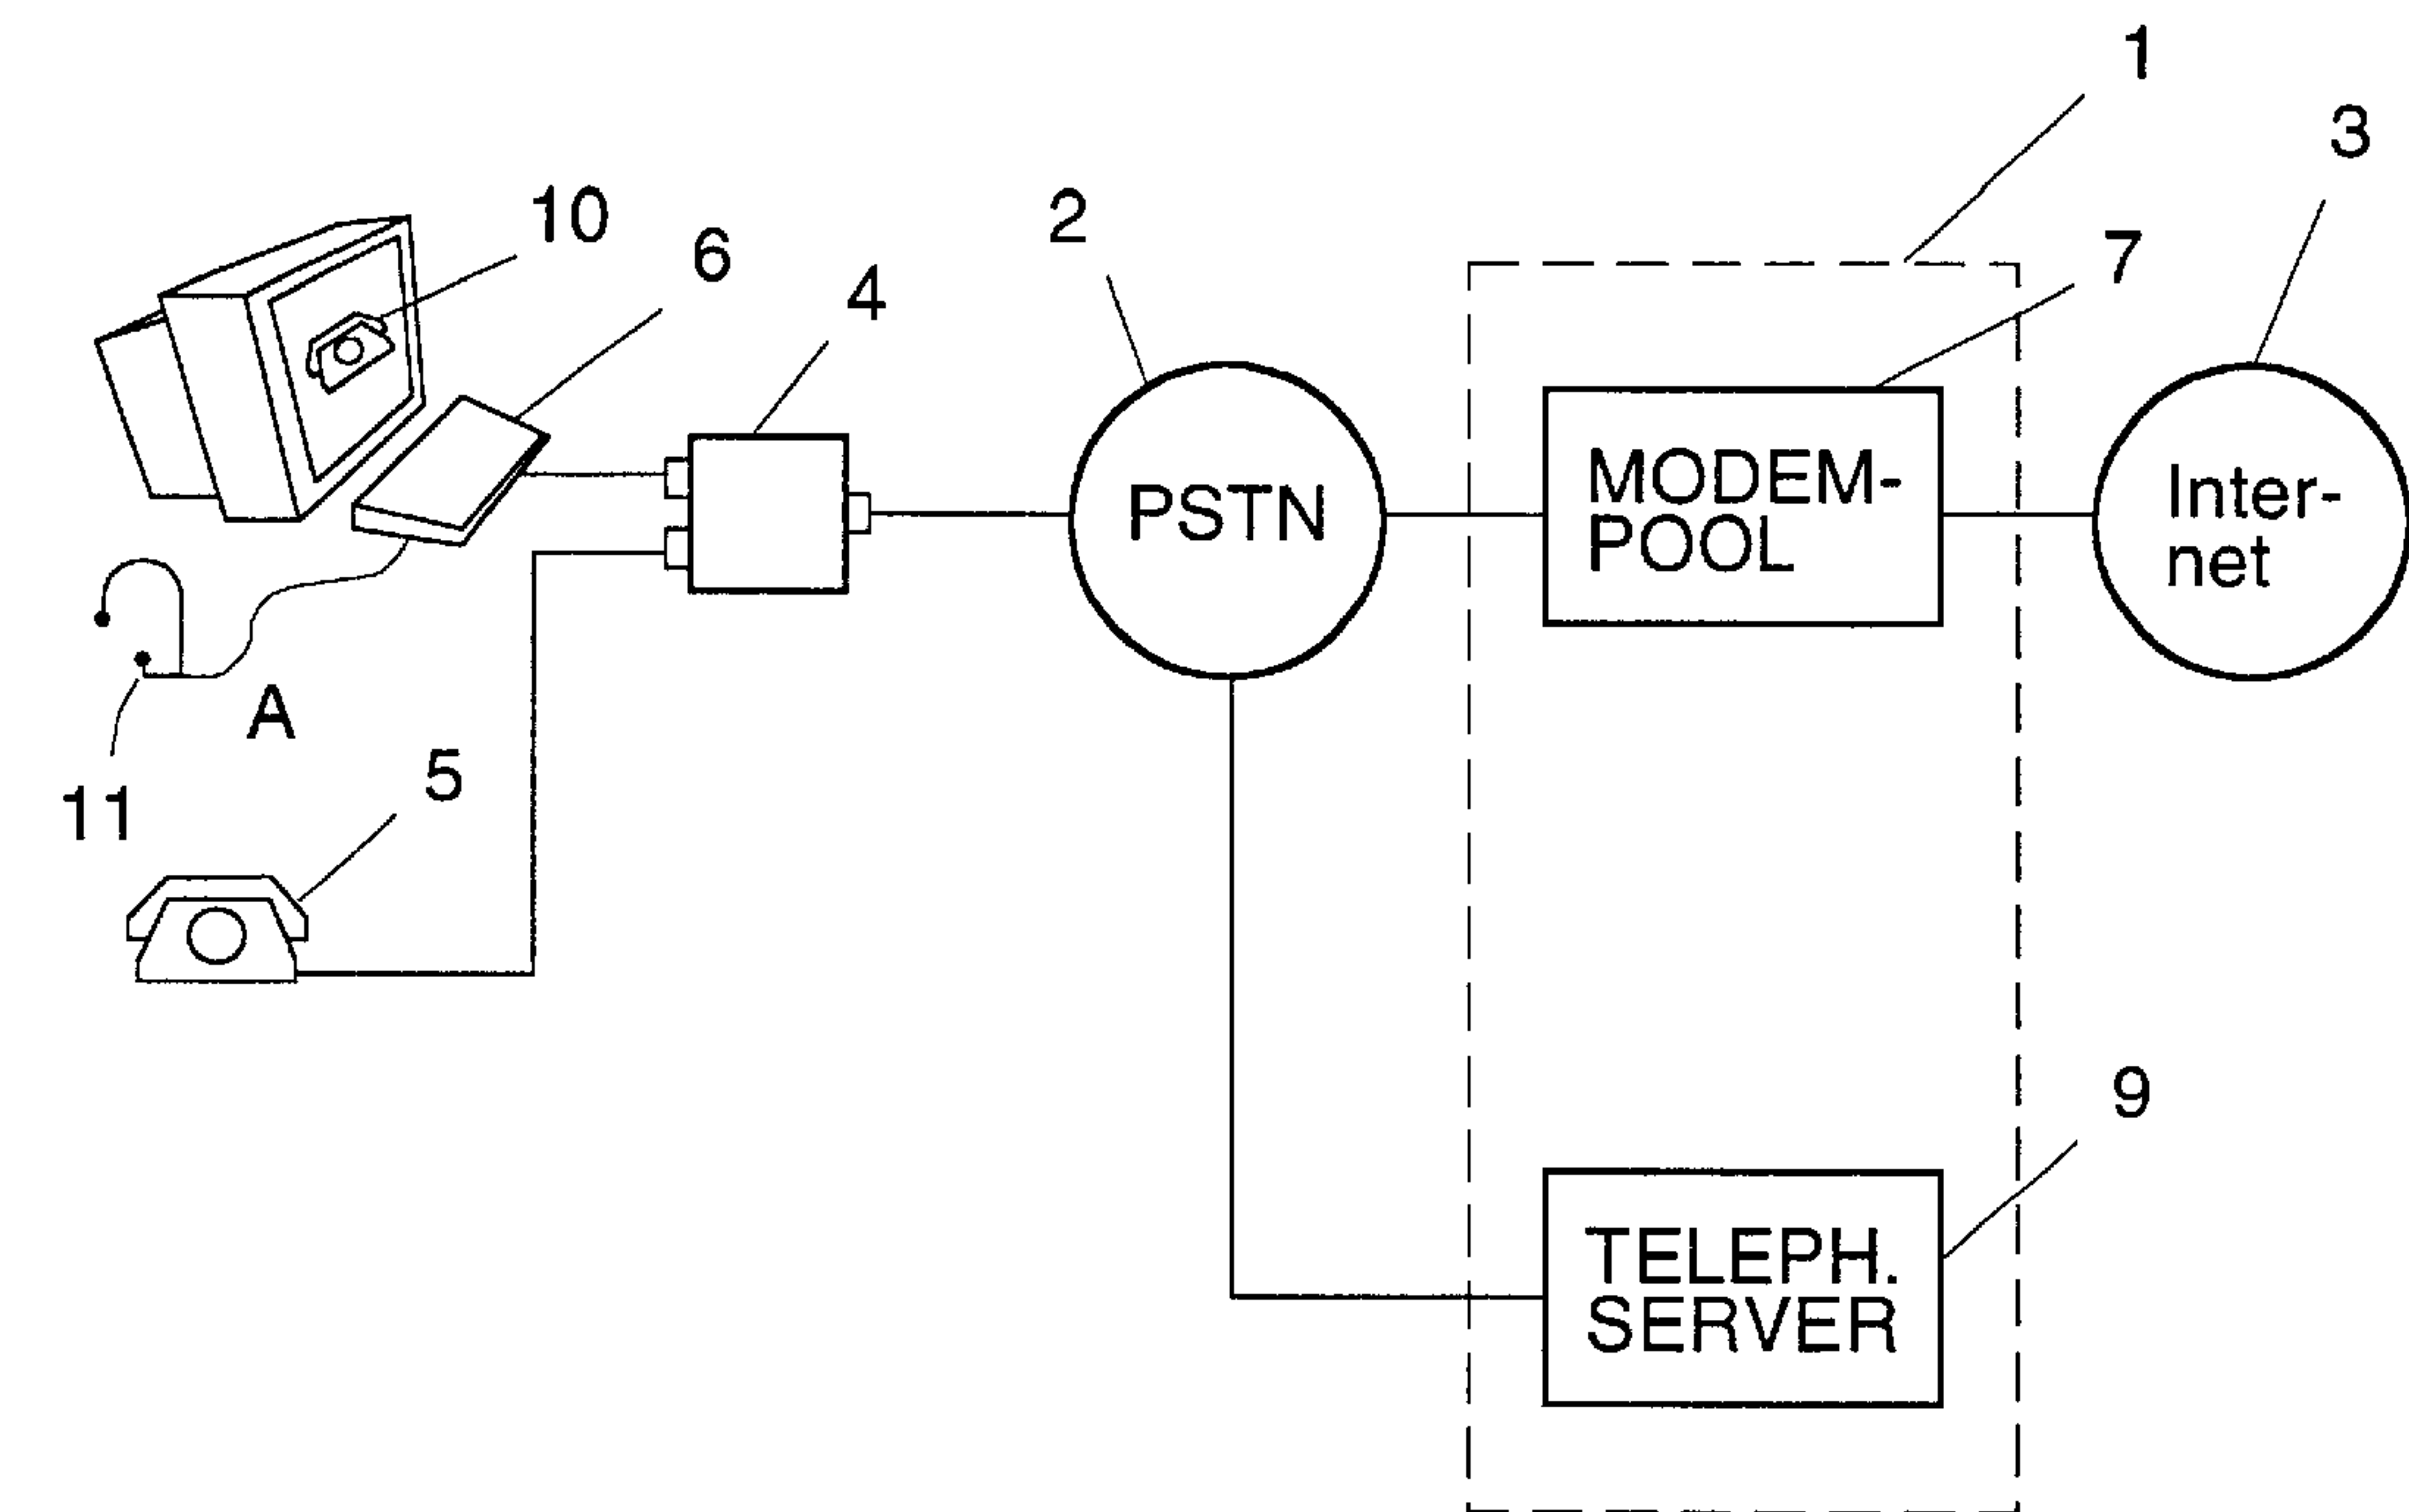 1
3
10
2
6
7
4
PSTN
MODEM-
POOL
Inter-
net
A
5
11
9
TELEPH.
SERVER